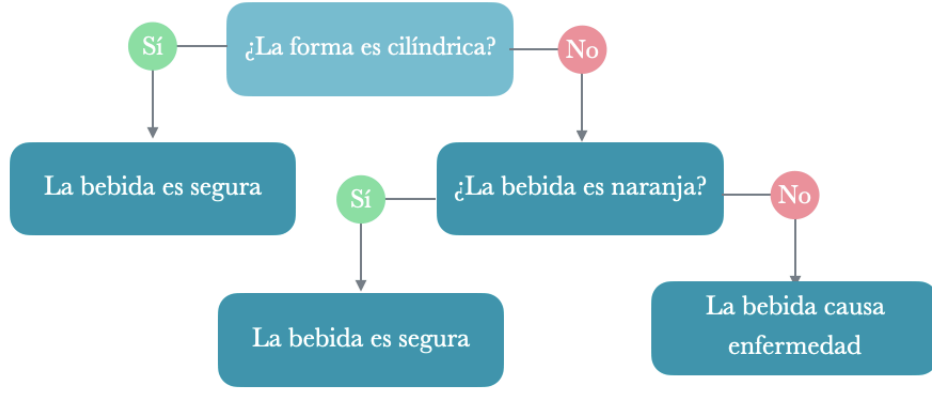 ¿La forma es cilíndrica?
Sí
No
La bebida es segura
¿La bebida es naranja?
Sí
No
La bebida es segura
La bebida causa
enfermedad